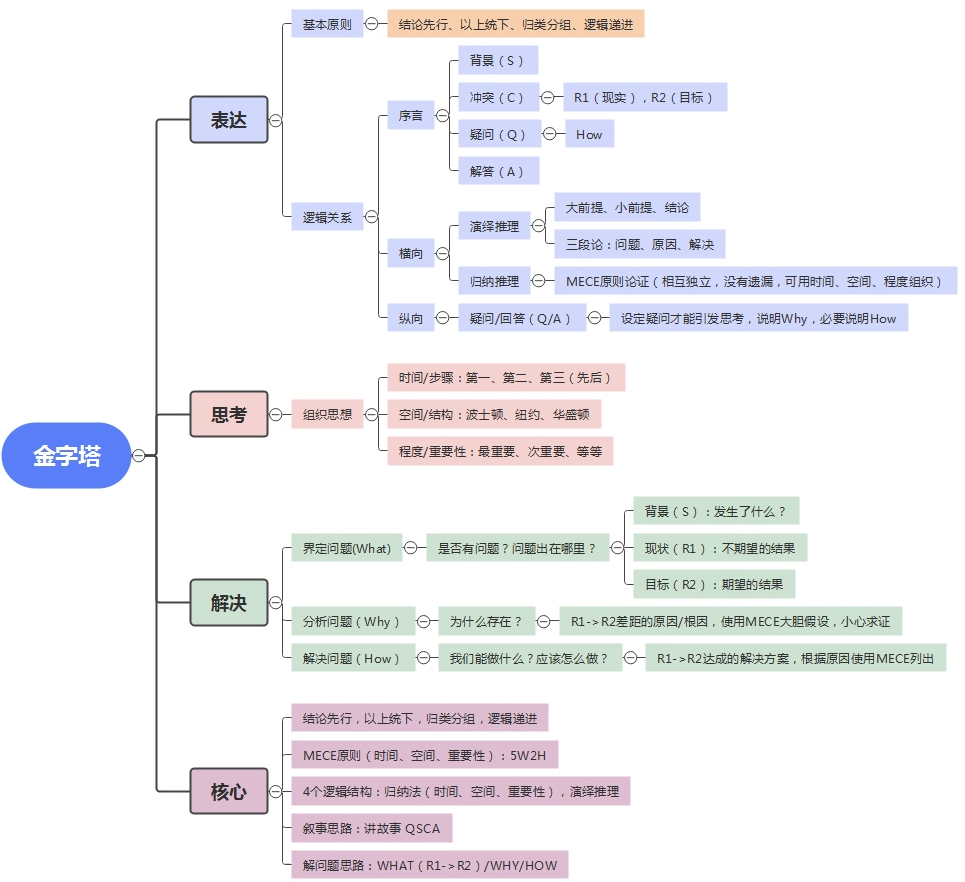 金字塔
表达
基本原则
结论先行、以上统下、归类分组、逻辑递进
逻辑关系
序言
背景（S）
冲突（C）
R1（现实），R2（目标）
疑问（Q）
How
解答（A）
横向
演绎推理
大前提、小前提、结论
三段论：问题、原因、解决
归纳推理
MECE原则论证（相互独立，没有遗漏，可用时间、空间、程度组织）
纵向
疑问/回答（Q/A）
设定疑问才能引发思考，说明Why，必要说明How
思考
组织思想
时间/步骤：第一、第二、第三（先后）
空间/结构：波士顿、纽约、华盛顿
程度/重要性：最重要、次重要、等等
解决
界定问题(What)
是否有问题？问题出在哪里？
背景（S）：发生了什么？
现状（R1）：不期望的结果
目标（R2）：期望的结果
分析问题（Why）
为什么存在？
R1->R2差距的原因/根因，使用MECE大胆假设，小心求证
解决问题（How）
我们能做什么？应该怎么做？
R1->R2达成的解决方案，根据原因使用MECE列出
核心
结论先行，以上统下，归类分组，逻辑递进
MECE原则（时间、空间、重要性）：5W2H
4个逻辑结构：归纳法（时间、空间、重要性），演绎推理
叙事思路：讲故事 QSCA
解问题思路：WHAT（R1->R2）/WHY/HOW